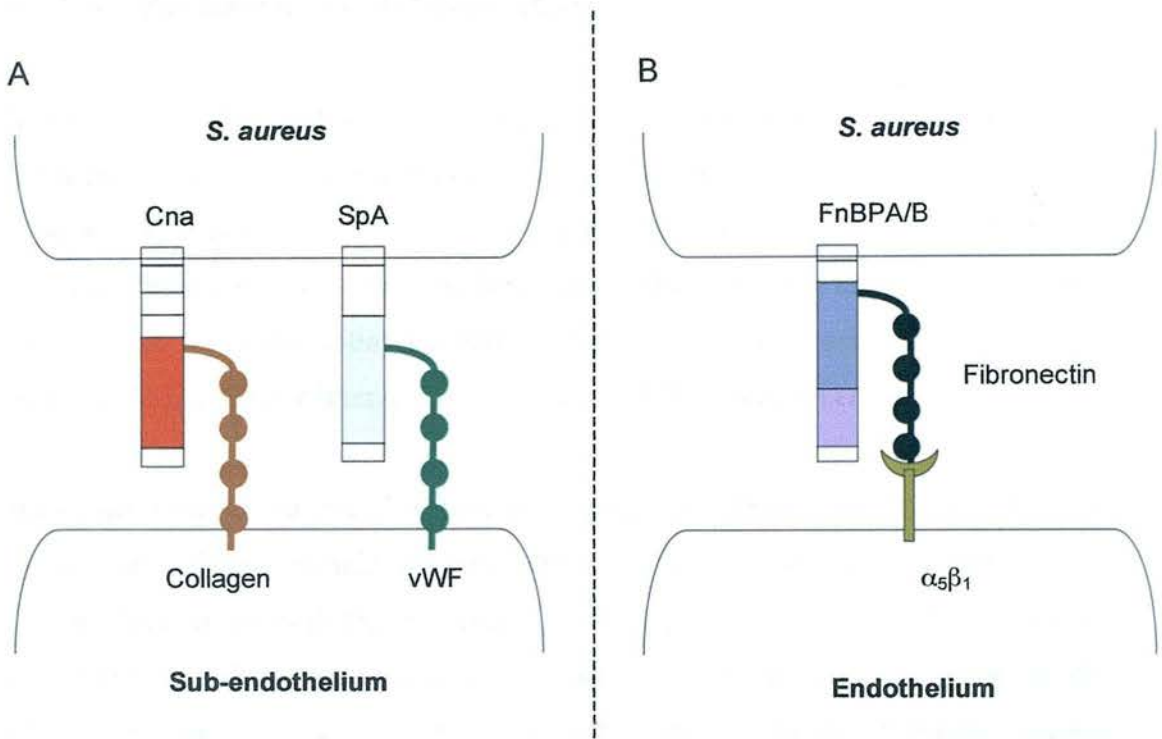 A
S. aureus
Cna
SpA
Collagen
vWF
Sub-endothelium
B
S. aureus
FnBPA/B
Fibronectin
α₅β₁
Endothelium